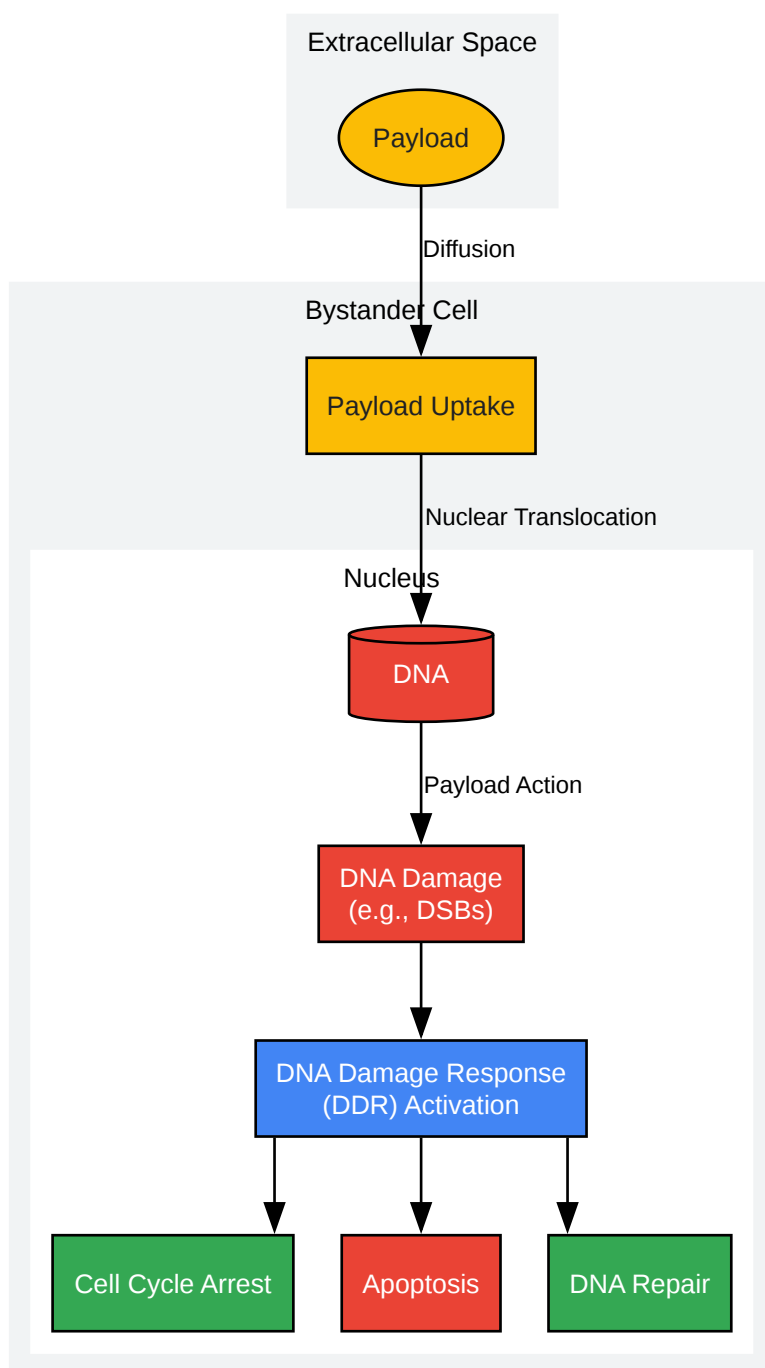 Extracellular Space
Payload
Diffusion
Bystander Cell
Payload Uptake
Nuclear Translocation
Nucleus
DNA
Payload Action
DNA Damage
(e.g., DSBs)
DNA Damage Response
(DDR) Activation
Cell Cycle Arrest
Apoptosis
DNA Repair